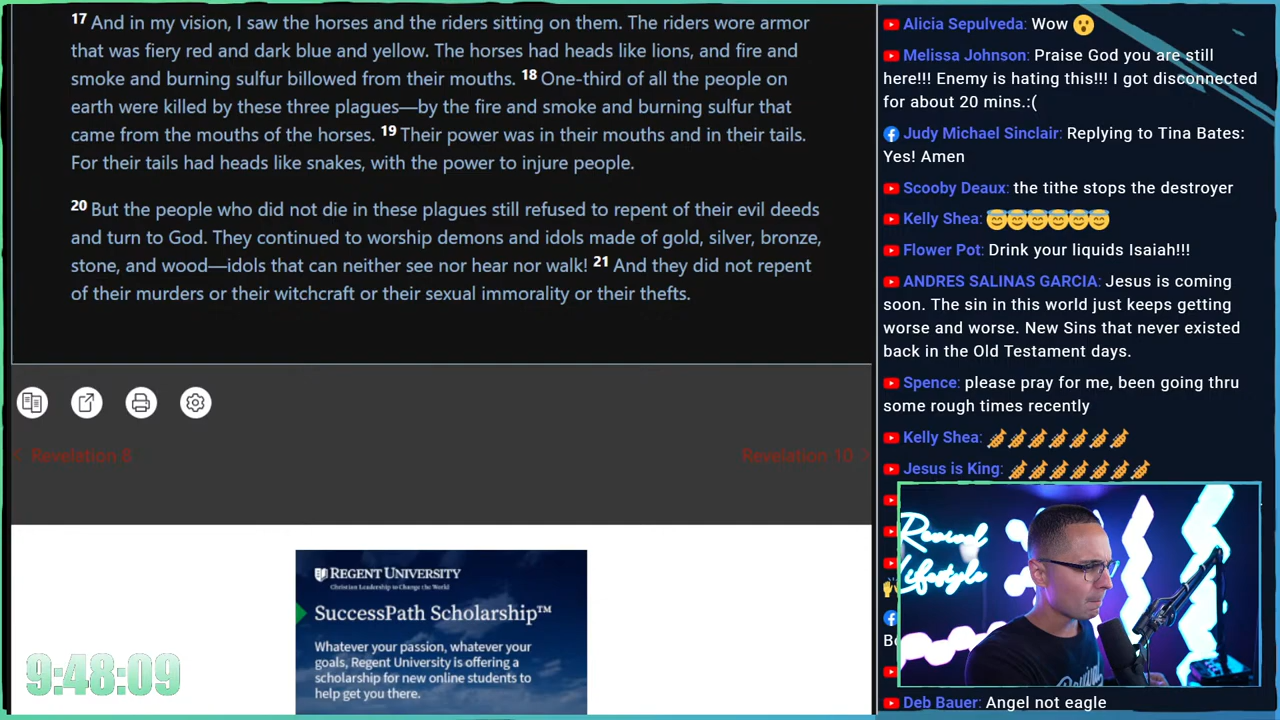 17 And in my vision, I saw the horses and the riders sitting on them. The riders wore armor
that was fiery red and dark blue and yellow. The horses had heads like lions, and fire and
smoke and burning sulfur billowed from their mouths. 18 One-third of all the people on
earth were killed by these three plagues—by the fire and smoke and burning sulfur that
came from the mouths of the horses. 19 Their power was in their mouths and in their tails.
For their tails had heads like snakes, with the power to injure people.
20 But the people who did not die in these plagues still refused to repent of their evil deeds
and turn to God. They continued to worship demons and idols made of gold, silver, bronze,
stone, and wood—idols that can neither see nor hear nor walk! 21 And they did not repent
of their murders or their witchcraft or their sexual immorality or their thefts.
< Revelation 8
Revelation 10 >
REGENT UNIVERSITY
Christian Leadership to Change the World
SuccessPath Scholarship™
Whatever your passion, whatever your
goals, Regent University is offering a
scholarship for new online students to
help get you there.
9:48:09
Alicia Sepulveda: Wow 😮
Melissa Johnson: Praise God you are still
here!!! Enemy is hating this!!! I got disconnected
for about 20 mins.:(
Judy Michael Sinclair: Replying to Tina Bates:
Yes! Amen
Scooby Deaux: the tithe stops the destroyer
Kelly Shea: 😇😇😇😇😇😇
Flower Pot: Drink your liquids Isaiah!!!
ANDRES SALINAS GARCIA: Jesus is coming
soon. The sin in this world just keeps getting
worse and worse. New Sins that never existed
back in the Old Testament days.
Spence: please pray for me, been going thru
some rough times recently
Kelly Shea: 🎺🎺🎺🎺🎺🎺🎺
Jesus is King: 🎺🎺🎺🎺🎺🎺🎺
Revival
Lifestyle
Deb Bauer: Angel not eagle